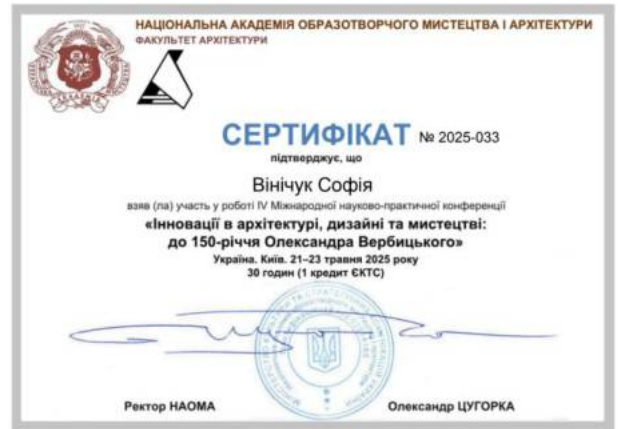 НАЦІОНАЛЬНА АКАДЕМІЯ ОБРАЗОТВОРЧОГО МИСТЕЦТВА І АРХІТЕКТУРИ
ФАКУЛЬТЕТ АРХІТЕКТУРИ
СЕРТИФІКАТ № 2025-033
підтверджує, що
Вінічук Софія
взяв (ла) участь у роботі IV Міжнародної науково-практичної конференції
«Інновації в архітектурі, дизайні та мистецтві:
до 150-річчя Олександра Вербицького»
Україна. Київ. 21–23 травня 2025 року
30 годин (1 кредит ЄКТС)
Ректор НАОМА Олександр ЦУГОРКА